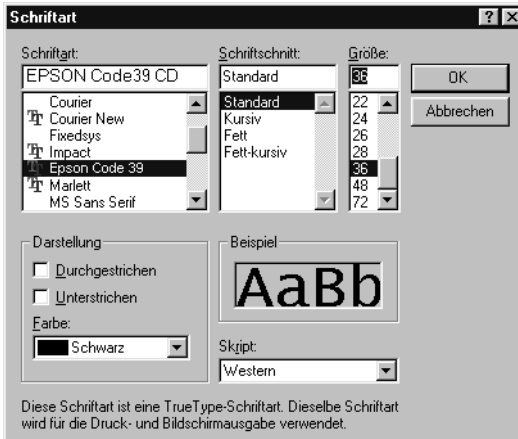 Schriftart
Schriftart:
EPSON Code39 CD
Courier
Courier New
Fixedsys
Impact
Epson Code 39
Marlett
MS Sans Serif
Schriftschnitt:
Standard
Standard
Kursiv
Fett
Fett-kursiv
Größe:
36
22
24
26
28
36
48
72
OK
Abbrechen
Darstellung
Durchgestrichen
Unterstrichen
Farbe:
Schwarz
Beispiel
AaBb
Skript:
Western
Diese Schriftart ist eine TrueType-Schriftart. Dieselbe Schriftart
wird für die Druck- und Bildschirmausgabe verwendet.